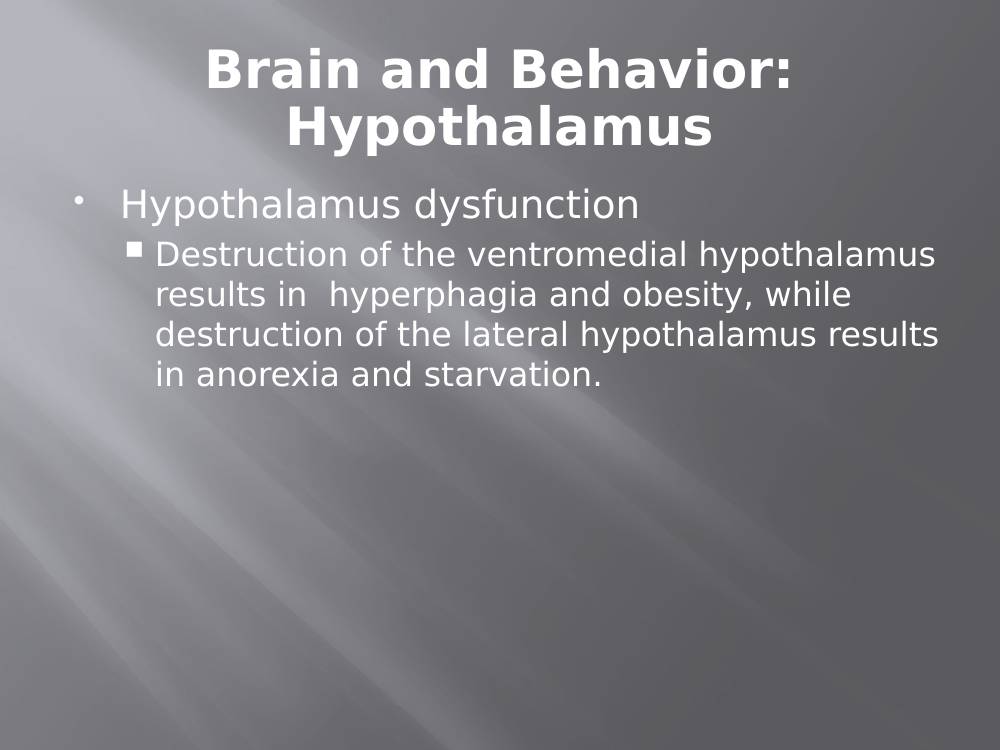 Brain and Behavior:
Hypothalamus
• Hypothalamus dysfunction
■ Destruction of the ventromedial hypothalamus
results in  hyperphagia and obesity, while
destruction of the lateral hypothalamus results
in anorexia and starvation.